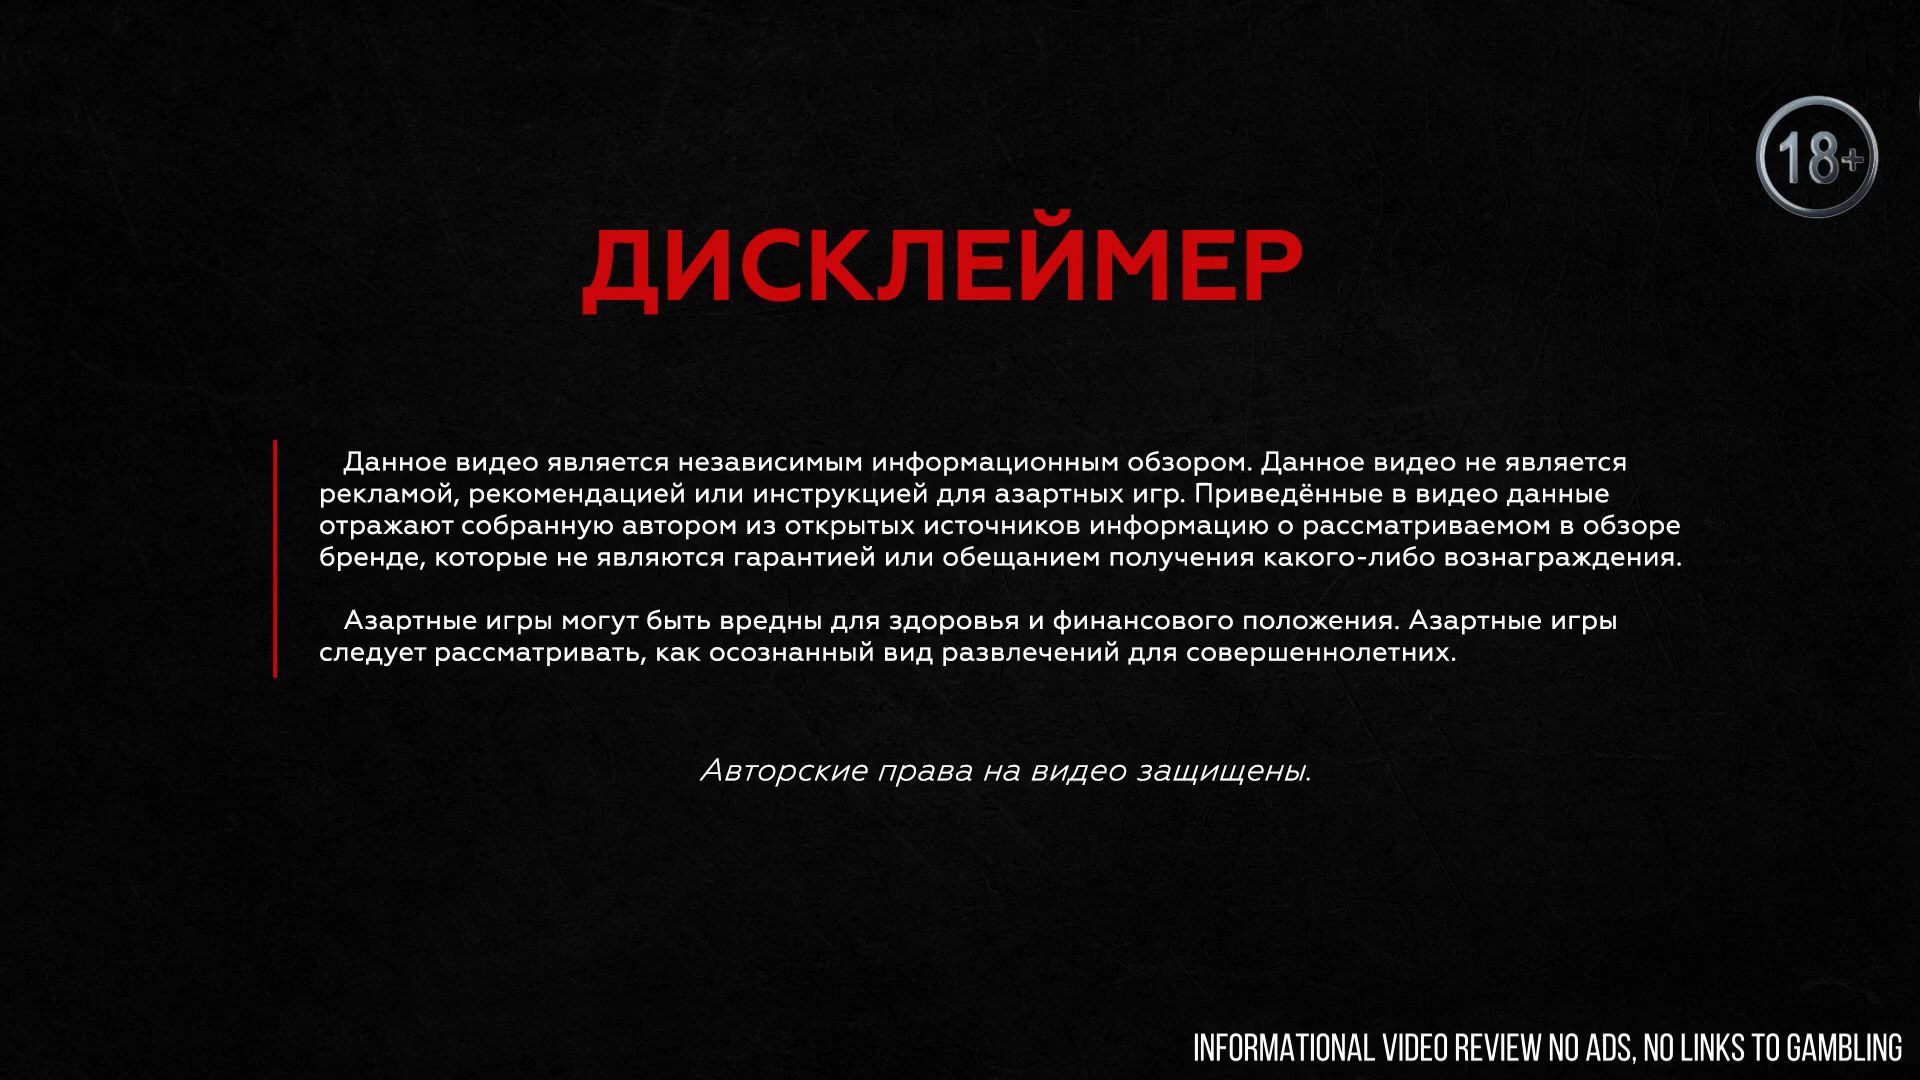 18+
ДИСКЛЕЙМЕР
Данное видео является независимым информационным обзором. Данное видео не является
рекламой, рекомендацией или инструкцией для азартных игр. Приведённые в видео данные
отражают собранную автором из открытых источников информацию о рассматриваемом в обзоре
бренде, которые не являются гарантией или обещанием получения какого-либо вознаграждения.
Азартные игры могут быть вредны для здоровья и финансового положения. Азартные игры
следует рассматривать, как осознанный вид развлечений для совершеннолетних.
Авторские права на видео защищены.
INFORMATIONAL VIDEO REVIEW NO ADS, NO LINKS TO GAMBLING